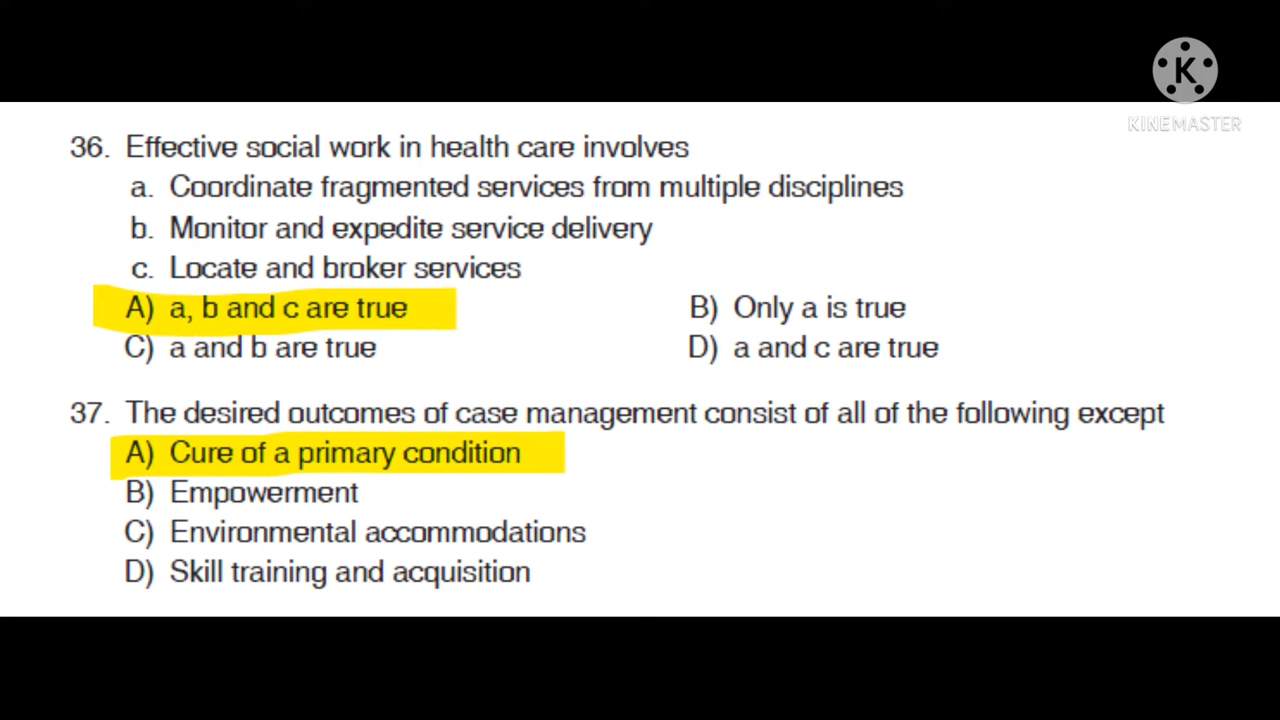 K
KINEMASTER
36. Effective social work in health care involves
a. Coordinate fragmented services from multiple disciplines
b. Monitor and expedite service delivery
c. Locate and broker services
A) a, b and c are true B) Only a is true
C) a and b are true D) a and c are true
37. The desired outcomes of case management consist of all of the following except
A) Cure of a primary condition
B) Empowerment
C) Environmental accommodations
D) Skill training and acquisition